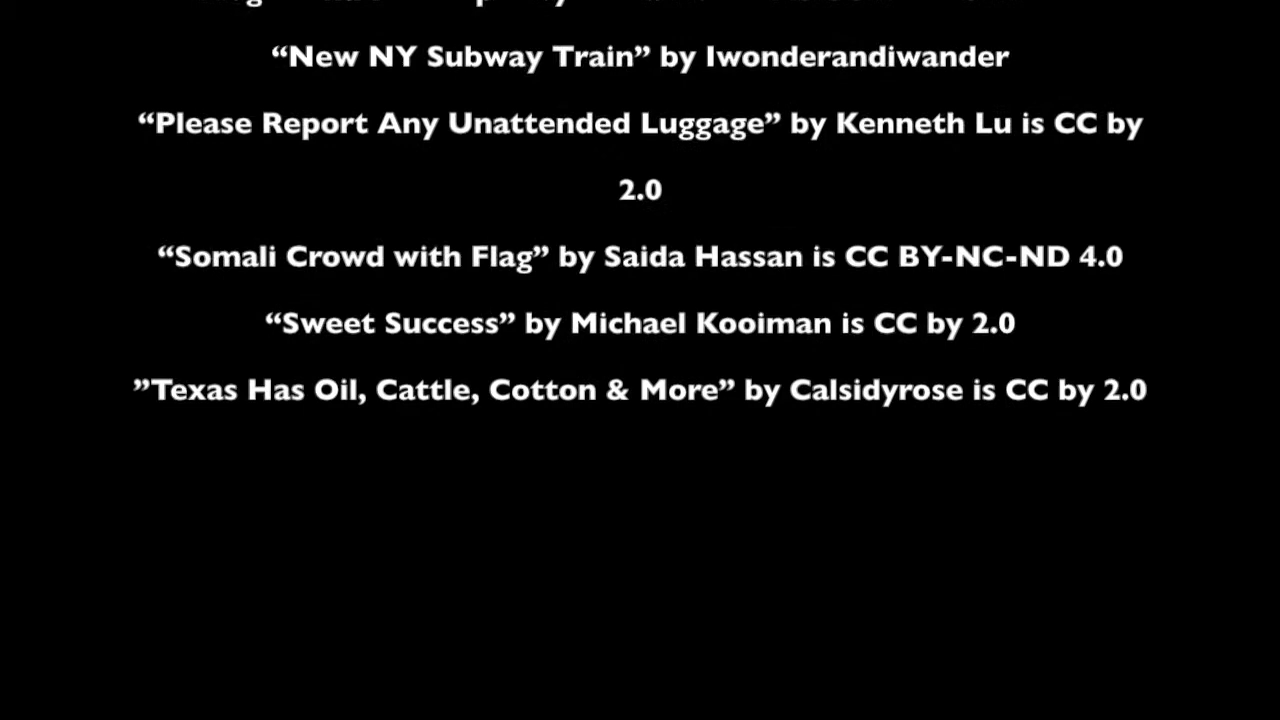 “New NY Subway Train” by Iwonderandiwander
“Please Report Any Unattended Luggage” by Kenneth Lu is CC by
2.0
“Somali Crowd with Flag” by Saida Hassan is CC BY-NC-ND 4.0
“Sweet Success” by Michael Kooiman is CC by 2.0
”Texas Has Oil, Cattle, Cotton & More” by Calsidyrose is CC by 2.0